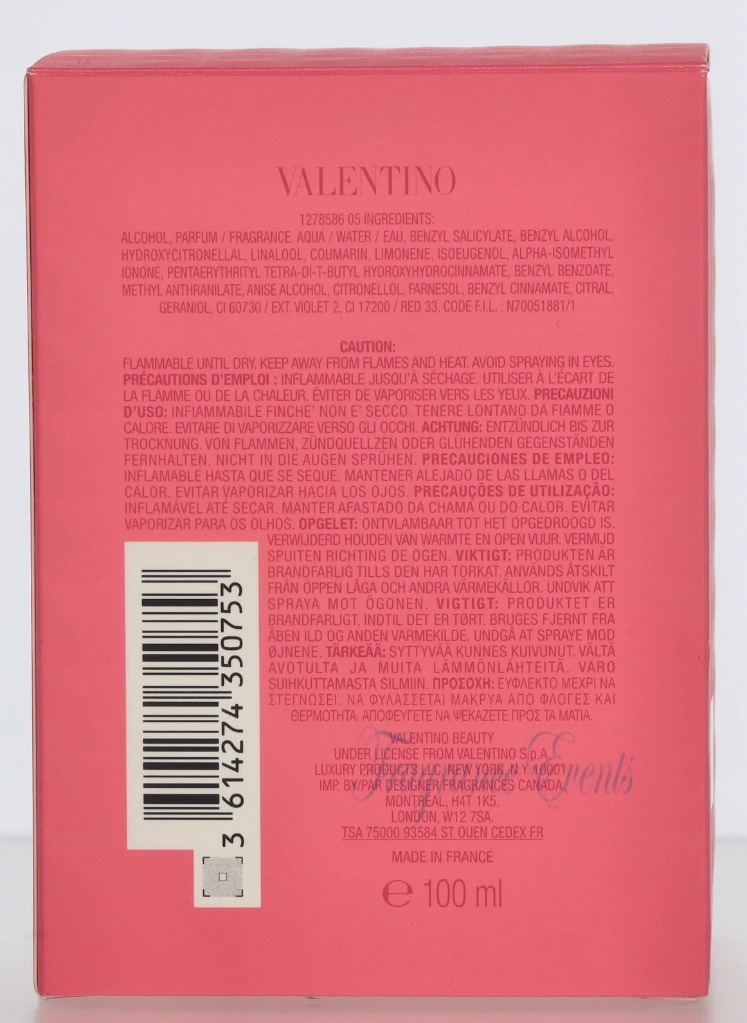 VALENTINO
1278586 05 INGREDIENTS:
ALCOHOL, PARFUM / FRAGRANCE, AQUA / WATER / EAU, BENZYL SALICYLATE, BENZYL ALCOHOL,
HYDROXYCITRONELLAL, LINALOOL, COUMARIN, LIMONENE, ISOEUGENOL, ALPHA-ISOMETHYL
IONONE, PENTAERYTHRITYL TETRA-DI-T-BUTYL HYDROXYHYDROCINNAMATE, BENZYL BENZOATE,
METHYL ANTHRANILATE, ANISE ALCOHOL, CITRONELLOL, FARNESOL, BENZYL CINNAMATE, CITRAL,
GERANIOL, CI 60730 / EXT. VIOLET 2, CI 17200 / RED 33. CODE F.I.L. : N70051881/1
CAUTION:
FLAMMABLE UNTIL DRY. KEEP AWAY FROM FLAMES AND HEAT. AVOID SPRAYING IN EYES.
PRÉCAUTIONS D'EMPLOI : INFLAMMABLE JUSQU'À SÉCHAGE. UTILISER À L'ÉCART DE
LA FLAMME OU DE LA CHALEUR. ÉVITER DE VAPORISER VERS LES YEUX. PRECAUZIONI
D'USO: INFIAMMABILE FINCHE' NON E' SECCO. TENERE LONTANO DA FIAMME O
CALORE. EVITARE DI VAPORIZZARE VERSO GLI OCCHI. ACHTUNG: ENTZÜNDLICH BIS ZUR
TROCKNUNG. VON FLAMMEN, ZÜNDQUELLZEN ODER GLÜHENDEN GEGENSTÄNDEN
FERNHALTEN. NICHT IN DIE AUGEN SPRÜHEN. PRECAUCIONES DE EMPLEO:
INFLAMABLE HASTA QUE SE SEQUE. MANTENER ALEJADO DE LAS LLAMAS O DEL
CALOR. EVITAR VAPORIZAR HACIA LOS OJOS. PRECAUÇÕES DE UTILIZAÇÃO:
INFLAMÁVEL ATÉ SECAR. MANTER AFASTADO DA CHAMA OU DO CALOR. EVITAR
VAPORIZAR PARA OS OLHOS. OPGELET: ONTVLAMBAAR TOT HET OPGEDROOGD IS.
VERWIJDERD HOUDEN VAN WARMTE EN OPEN VUUR. VERMIJD
SPUITEN RICHTING DE OGEN. VIKTIGT: PRODUKTEN ÄR
BRANDFARLIG TILLS DEN HAR TORKAT. ANVÄNDS ÅTSKILT
FRÅN ÖPPEN LÅGA OCH ANDRA VÄRMEKÄLLOR. UNDVIK ATT
SPRAYA MOT ÖGONEN. VIGTIGT: PRODUKTET ER
BRANDFARLIGT, INDTIL DET ER TØRT. BRUGES FJERNT FRA
ÅBEN ILD OG ANDEN VARMEKILDE. UNDGÅ AT SPRAYE MOD
ØJNENE. TÄRKEÄÄ: SYTTYVÄÄ KUNNES KUIVUNUT. VÄLTÄ
AVOTULTA JA MUITA LÄMMÖNLÄHTEITÄ. VARO
SUIHKUTTAMASTA SILMIIN. ΠΡΟΣΟΧΗ: ΕΥΦΛΕΚΤΟ ΜΕΧΡΙ ΝΑ
ΣΤΕΓΝΩΣΕΙ. ΝΑ ΦΥΛΑΣΣΕΤΑΙ ΜΑΚΡΥΑ ΑΠΟ ΦΛΟΓΕΣ ΚΑΙ
ΘΕΡΜΟΤΗΤΑ. ΑΠΟΦΕΥΓΕΤΕ ΝΑ ΨΕΚΑΖΕΤΕ ΠΡΟΣ ΤΑ ΜΑΤΙΑ.
3 614274 350753
VALENTINO BEAUTY
UNDER LICENSE FROM VALENTINO S.p.A.
LUXURY PRODUCTS LLC, NEW YORK, N.Y. 10001
IMP. BY/PAR DESIGNER FRAGRANCES CANADA,
Fragrance Events
MONTRÉAL, H4T 1K5.
LONDON, W12 7SA.
TSA 75000 93584 ST OUEN CEDEX FR
MADE IN FRANCE
℮ 100 ml